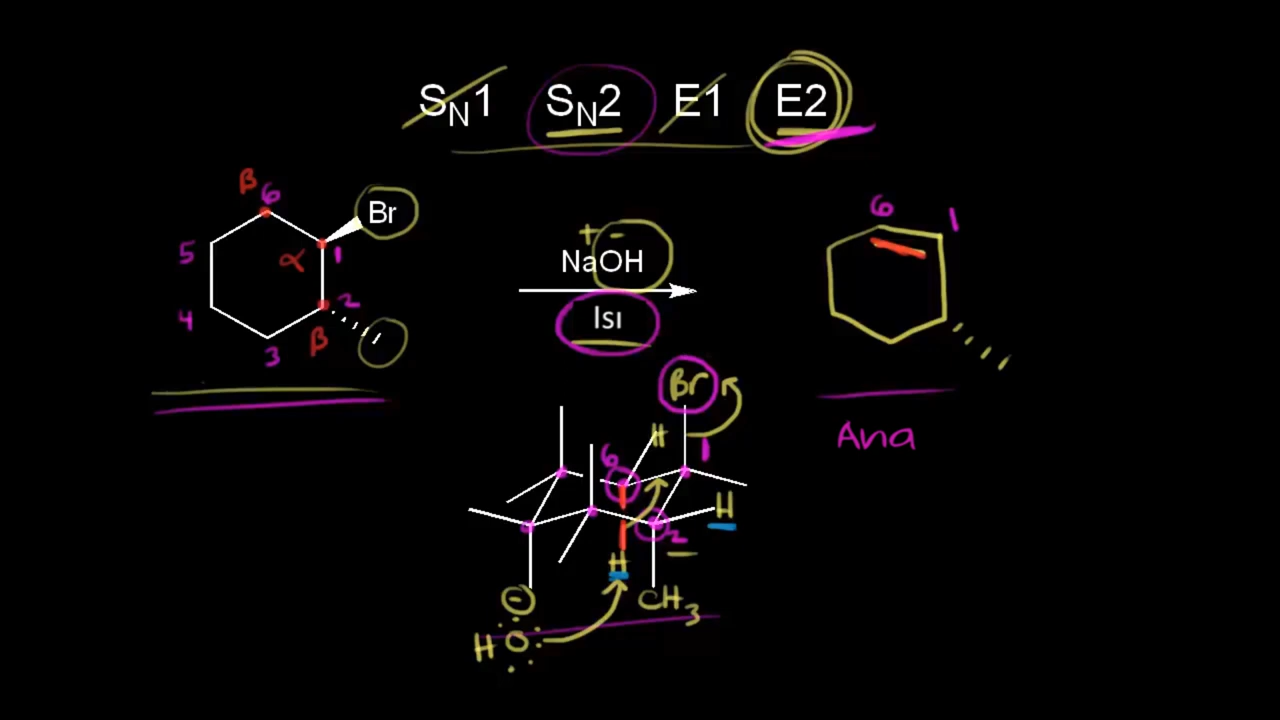 SN1 SN2 E1 E2
β 6 Br
5 α 1
4 β 2
3
+ -
NaOH
Isı
6 1
Ana
Br
H
6 1
H
2
H
- CH3
H O